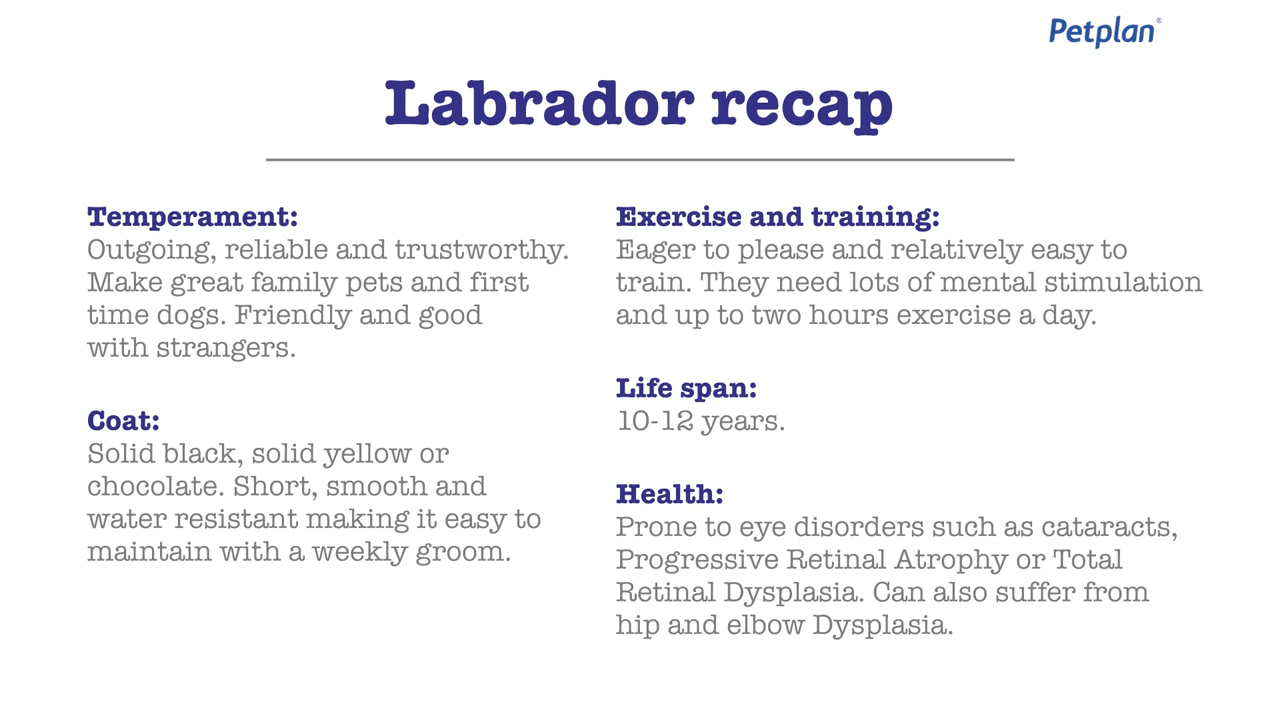 Petplan®
Labrador recap
Temperament:
Outgoing, reliable and trustworthy.
Make great family pets and first
time dogs. Friendly and good
with strangers.
Coat:
Solid black, solid yellow or
chocolate. Short, smooth and
water resistant making it easy to
maintain with a weekly groom.
Exercise and training:
Eager to please and relatively easy to
train. They need lots of mental stimulation
and up to two hours exercise a day.
Life span:
10-12 years.
Health:
Prone to eye disorders such as cataracts,
Progressive Retinal Atrophy or Total
Retinal Dysplasia. Can also suffer from
hip and elbow Dysplasia.